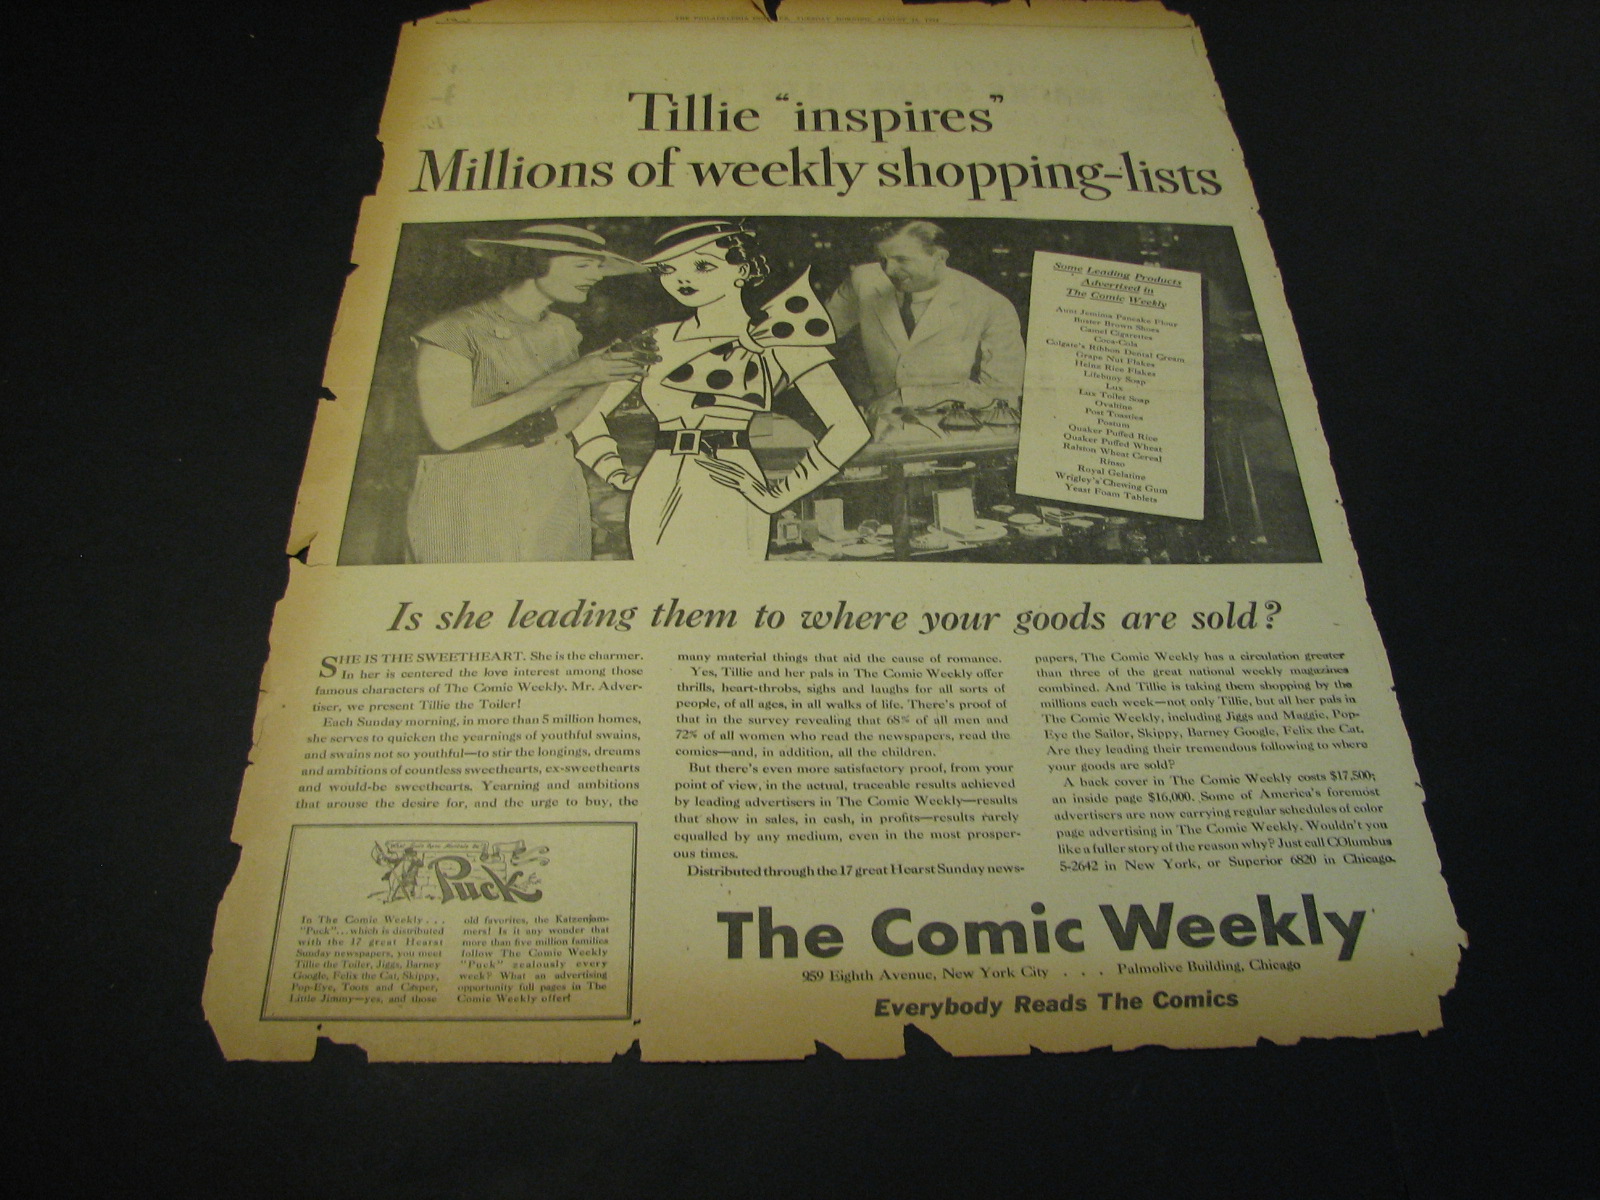 THE PHILADELPHIA INQUIRER, TUESDAY MORNING, AUGUST 21, 1934
Tillie "inspires"
Millions of weekly shopping-lists
Some Leading Products
Advertised in
The Comic Weekly
Aunt Jemima Pancake Flour
Buster Brown Shoes
Camel Cigarettes
Coca-Cola
Colgate's Ribbon Dental Cream
Grape Nut Flakes
Heinz Rice Flakes
Lifebuoy Soap
Lux
Lux Toilet Soap
Ovaltine
Post Toasties
Postum
Quaker Puffed Rice
Quaker Puffed Wheat
Ralston Wheat Cereal
Rinso
Royal Gelatine
Wrigley's Chewing Gum
Yeast Foam Tablets
Is she leading them to where your goods are sold?
SHE IS THE SWEETHEART. She is the charmer.
In her is centered the love interest among those
famous characters of The Comic Weekly. Mr. Adver-
tiser, we present Tillie the Toiler!
Each Sunday morning, in more than 5 million homes,
she serves to quicken the yearnings of youthful swains,
and swains not so youthful—to stir the longings, dreams
and ambitions of countless sweethearts, ex-sweethearts
and would-be sweethearts. Yearning and ambitions
that arouse the desire for, and the urge to buy, the
many material things that aid the cause of romance.
Yes, Tillie and her pals in The Comic Weekly offer
thrills, heart-throbs, sighs and laughs for all sorts of
people, of all ages, in all walks of life. There's proof of
that in the survey revealing that 68% of all men and
72% of all women who read the newspapers, read the
comics—and, in addition, all the children.
But there's even more satisfactory proof, from your
point of view, in the actual, traceable results achieved
by leading advertisers in The Comic Weekly—results
that show in sales, in cash, in profits—results rarely
equalled by any medium, even in the most prosper-
ous times.
Distributed through the 17 great Hearst Sunday news-
papers, The Comic Weekly has a circulation greater
than three of the great national weekly magazines
combined. And Tillie is taking them shopping by the
millions each week—not only Tillie, but all her pals in
The Comic Weekly, including Jiggs and Maggie, Pop-
Eye the Sailor, Skippy, Barney Google, Felix the Cat.
Are they leading their tremendous following to where
your goods are sold?
A back cover in The Comic Weekly costs $17,500;
an inside page $16,000. Some of America's foremost
advertisers are now carrying regular schedules of color
page advertising in The Comic Weekly. Wouldn't you
like a fuller story of the reason why? Just call COlumbus
5-2642 in New York, or Superior 6820 in Chicago.
Puck
In The Comic Weekly . . .
"Puck" . . . which is distributed
with the 17 great Hearst
Sunday newspapers, you meet
Tillie the Toiler, Jiggs, Barney
Google, Felix the Cat, Skippy,
Pop-Eye, Toots and Casper,
Little Jimmy—yes, and those
old favorites, the Katzenjam-
mers! Is it any wonder that
more than five million families
follow The Comic Weekly
"Puck" zealously every
week? What an advertising
opportunity full pages in The
Comic Weekly offer!
The Comic Weekly
959 Eighth Avenue, New York City . . . Palmolive Building, Chicago
Everybody Reads The Comics